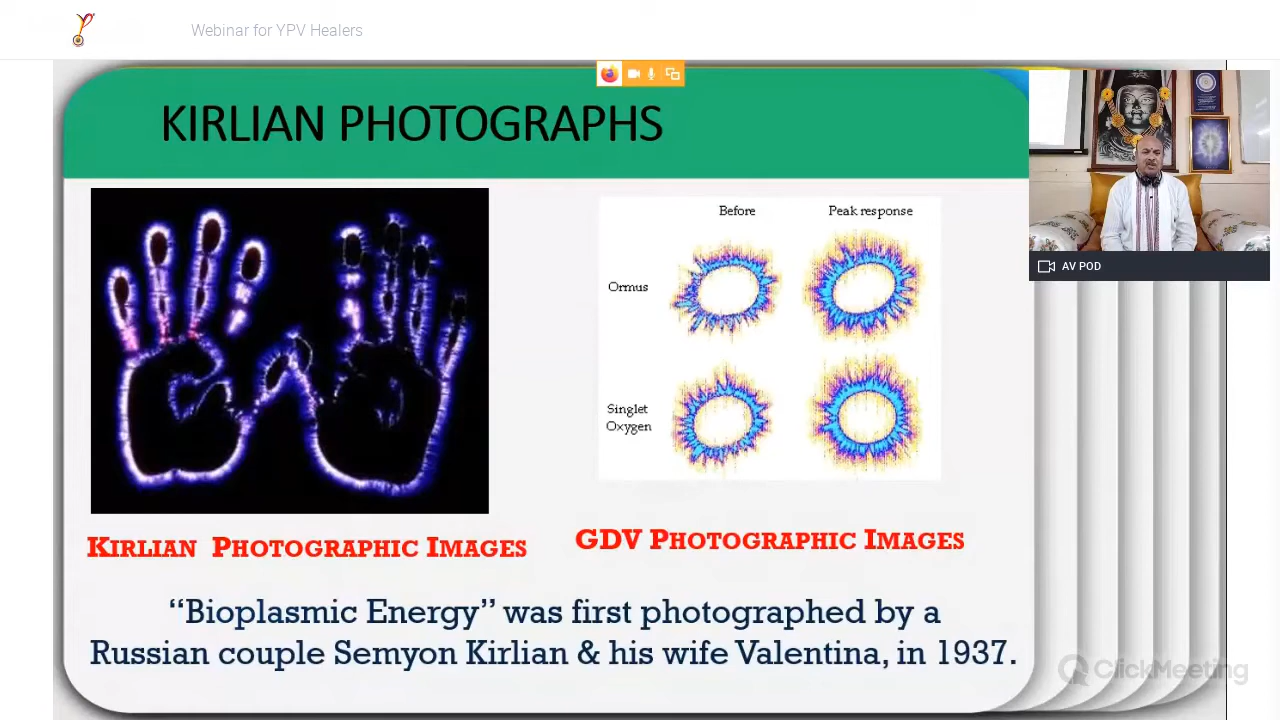 Webinar for YPV Healers
KIRLIAN PHOTOGRAPHS
AV POD
Before Peak response
Ormus
Singlet
Oxygen
KIRLIAN PHOTOGRAPHIC IMAGES
GDV PHOTOGRAPHIC IMAGES
“Bioplasmic Energy” was first photographed by a
Russian couple Semyon Kirlian & his wife Valentina, in 1937.
ClickMeeting